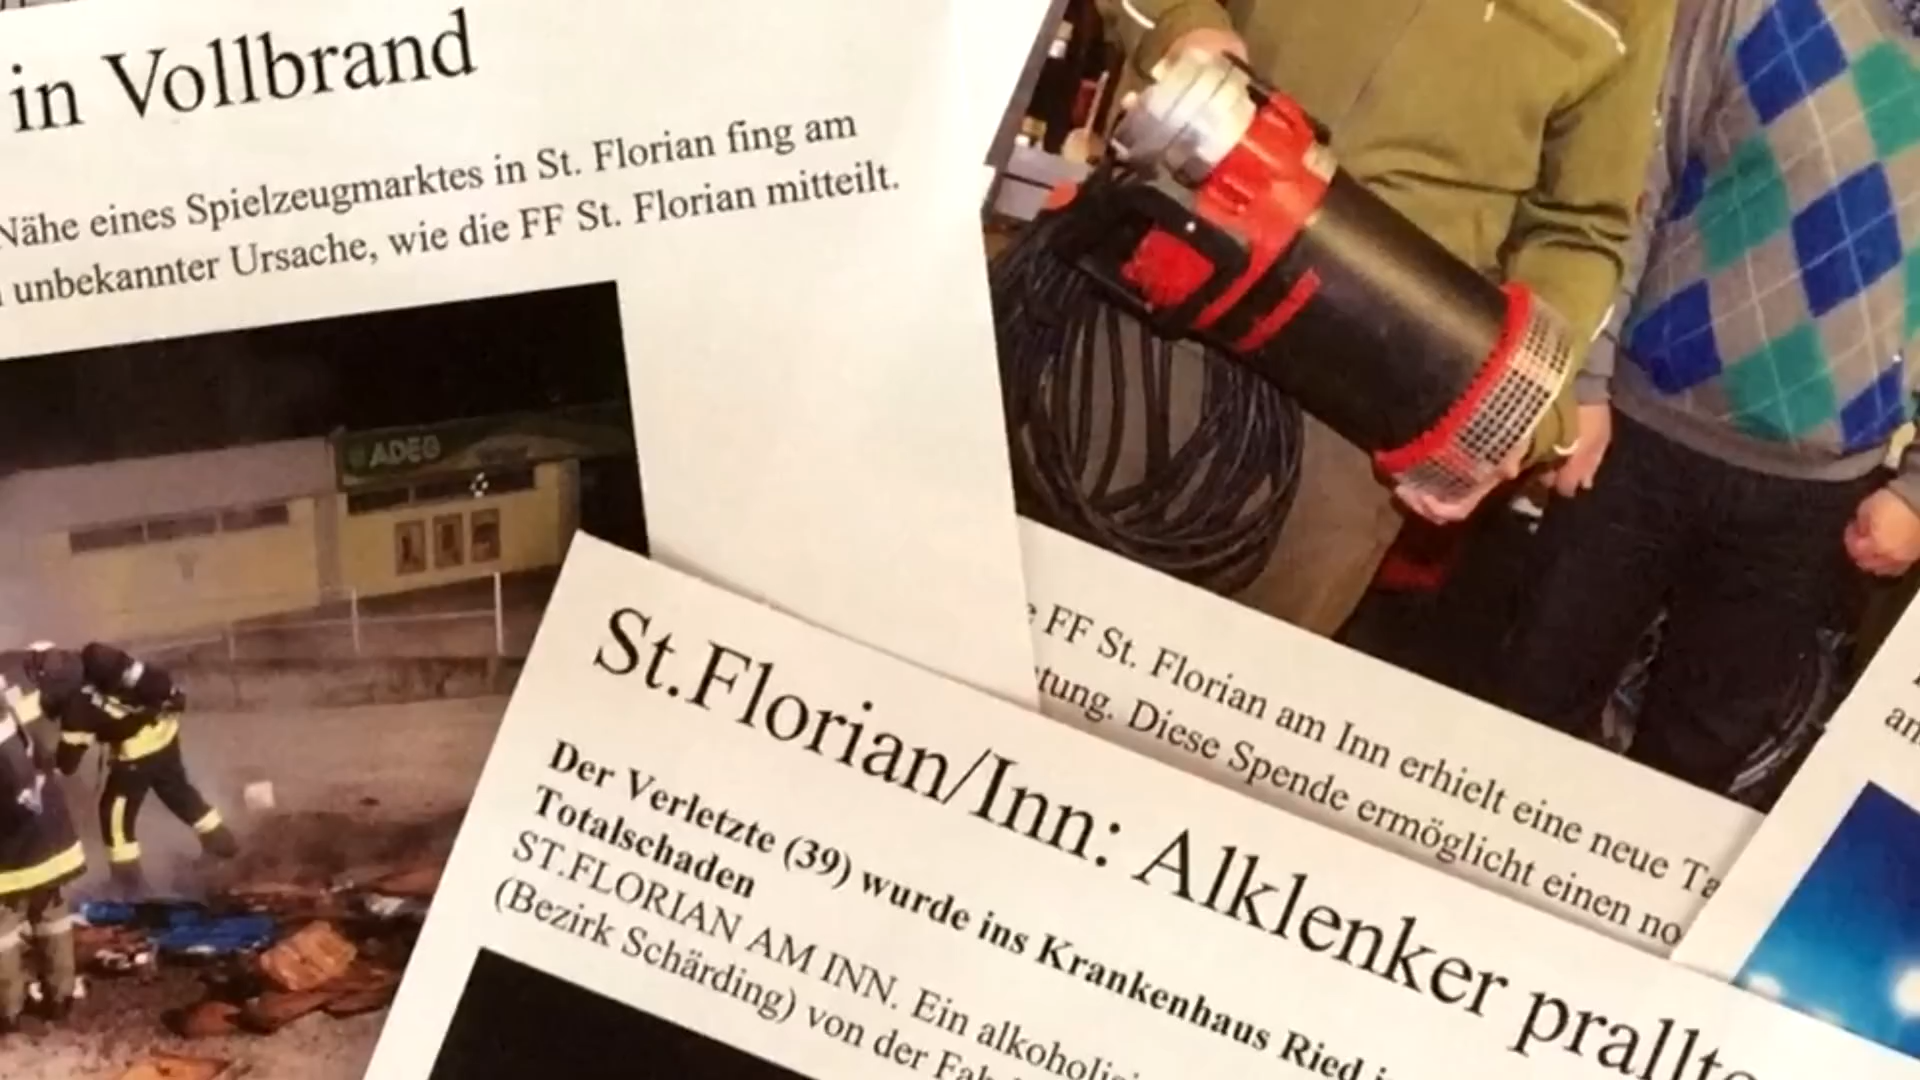 in Vollbrand
Nähe eines Spielzeugmarktes in St. Florian fing am
unbekannter Ursache, wie die FF St. Florian mitteilt.
ADEG
FF St. Florian am Inn erhielt eine neue
Diese Spende ermöglicht einen
St.Florian/Inn: Alklenker prallte
Der Verletzte (39) wurde ins Krankenhaus Ried
Totalschaden
ST.FLORIAN AM INN. Ein
(Bezirk Schärding) von der